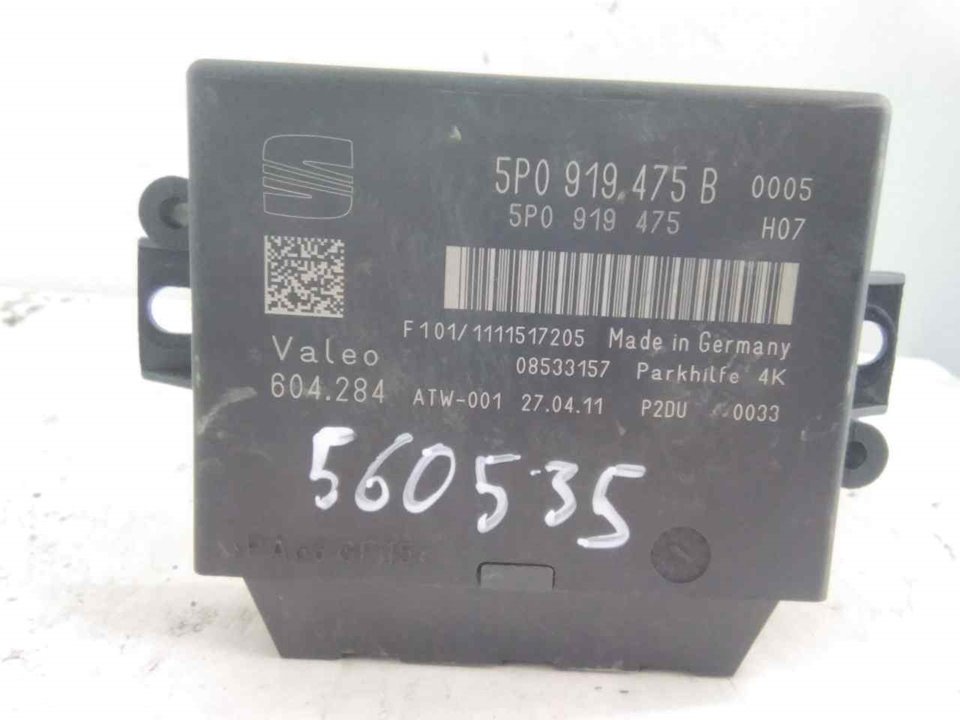 5P0 919 475 B 0005
5P0 919 475 H07
F101/1111517205 Made in Germany
Valeo 08533157 Parkhilfe 4K
604.284 ATW-001 27.04.11 P2DU 0033
560535